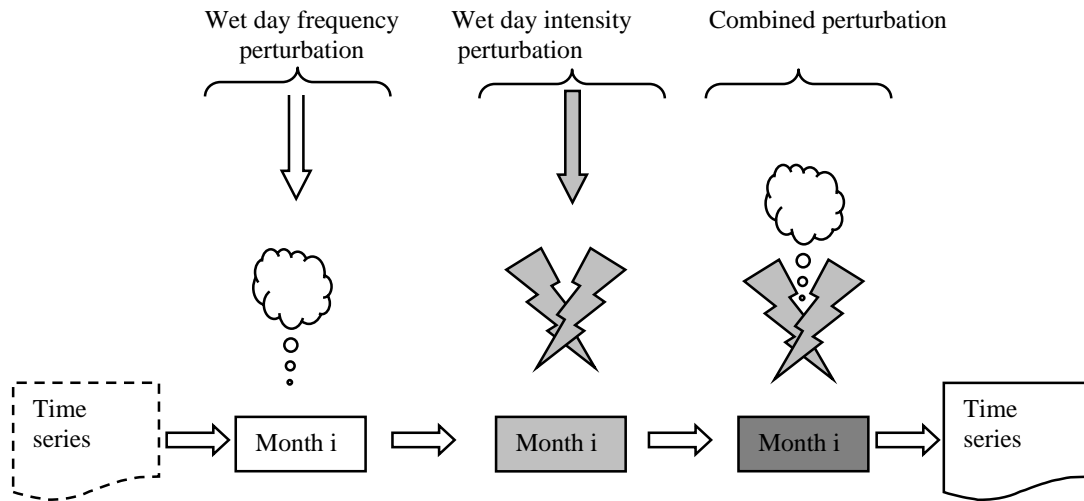 Wet day frequency
perturbation
Wet day intensity
perturbation
Combined perturbation
Time
series
Month i
Month i
Month i
Time
series